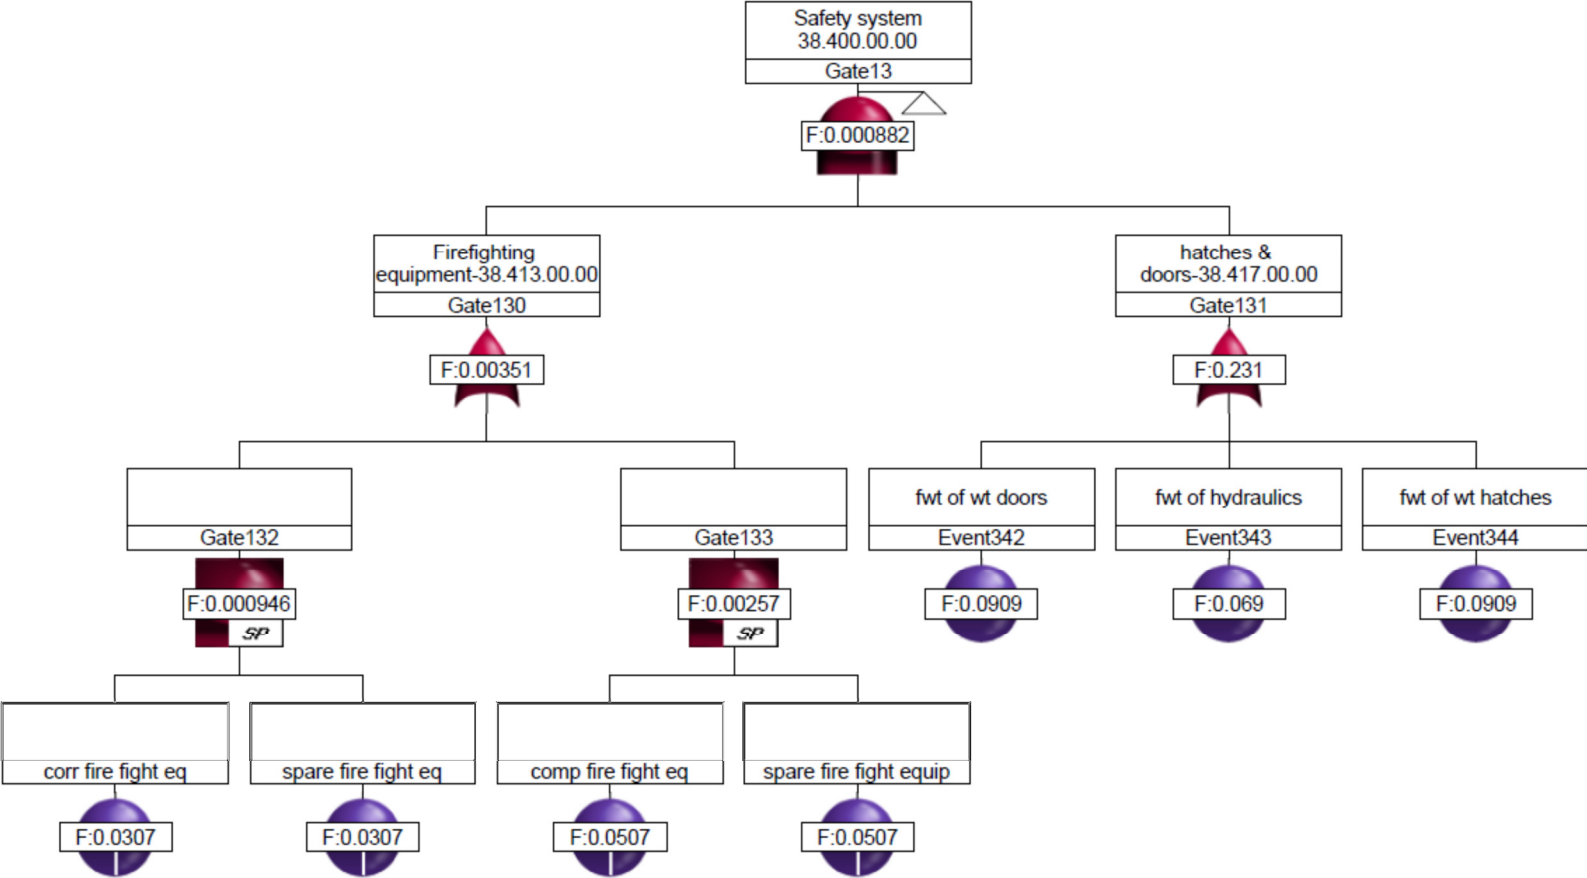 Safety system
38.400.00.00
Gate13
F:0.000882
Firefighting
equipment-38.413.00.00
Gate130
F:0.00351
hatches &
doors-38.417.00.00
Gate131
F:0.231
Gate132
F:0.000946
SP
Gate133
F:0.00257
SP
fwt of wt doors
Event342
F:0.0909
fwt of hydraulics
Event343
F:0.069
fwt of wt hatches
Event344
F:0.0909
corr fire fight eq
F:0.0307
spare fire fight eq
F:0.0307
comp fire fight eq
F:0.0507
spare fire fight equip
F:0.0507